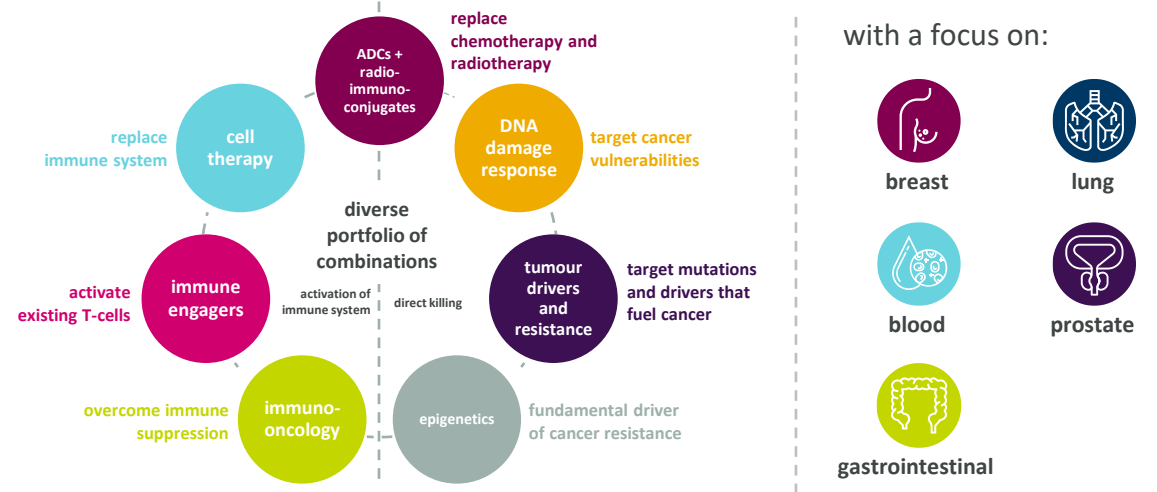 replace
chemotherapy and
radiotherapy
ADCs +
radio-
immuno-
conjugates
replace
immune system
cell
therapy
DNA
damage
response
target cancer
vulnerabilities
diverse
portfolio of
combinations
activate
existing T-cells
immune
engagers
activation of
immune system
direct killing
tumour
drivers
and
resistance
target mutations
and drivers that
fuel cancer
overcome immune
suppression
immuno-
oncology
epigenetics
fundamental driver
of cancer resistance
with a focus on:
breast
lung
blood
prostate
gastrointestinal